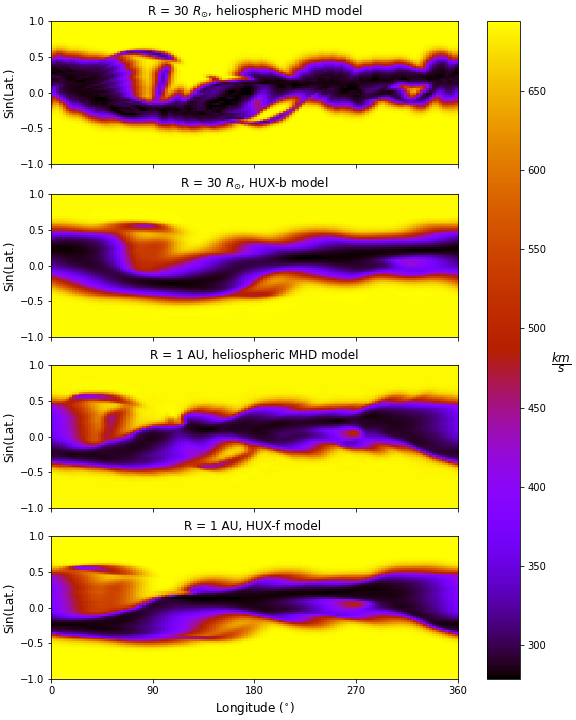 R = 30 R⊙, heliospheric MHD model
1.0
0.5
0.0
−0.5
−1.0
Sin(Lat.)
R = 30 R⊙, HUX-b model
1.0
0.5
0.0
−0.5
−1.0
Sin(Lat.)
R = 1 AU, heliospheric MHD model
1.0
0.5
0.0
−0.5
−1.0
Sin(Lat.)
R = 1 AU, HUX-f model
1.0
0.5
0.0
−0.5
−1.0
Sin(Lat.)
0 90 180 270 360
Longitude (°)
650
600
550
500
450
400
350
300
km
s